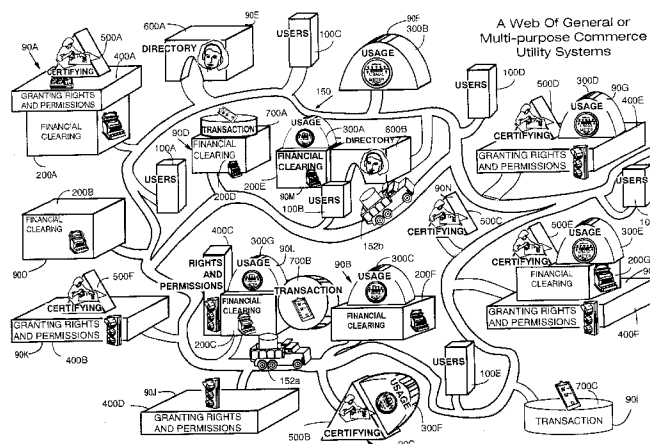 A Web Of General or
Multi-purpose Commerce
Utility Systems
90A
500A
400A
CERTIFYING
GRANTING RIGHTS
AND PERMISSIONS
FINANCIAL
CLEARING
200A
600A
90E
DIRECTORY
USERS
100C
90F
300B
USAGE
150
USERS
100D
500D
300D
90G
USAGE
400E
CERTIFYING
GRANTING RIGHTS
AND PERMISSIONS
700A
TRANSACTION
90D
FINANCIAL
CLEARING
200D
USAGE
300A
FINANCIAL
CLEARING
200E
90M
600B
DIRECTORY
100A
USERS
100B
USERS
152b
90N
CERTIFYING
500C
USERS
200B
FINANCIAL
CLEARING
90O
500F
CERTIFYING
GRANTING RIGHTS
AND PERMISSIONS
90K
400B
400C
RIGHTS
AND
PERMISSIONS
300G
90L
USAGE
700B
FINANCIAL
CLEARING
200C
TRANSACTION
90B
300C
USAGE
200F
FINANCIAL
CLEARING
500E
300E
USAGE
CERTIFYING
FINANCIAL
CLEARING
200G
GRANTING RIGHTS
AND PERMISSIONS
400F
152a
90J
400D
GRANTING RIGHTS
AND PERMISSIONS
500B
CERTIFYING
USAGE
300F
90C
USERS
100E
700C
90I
TRANSACTION